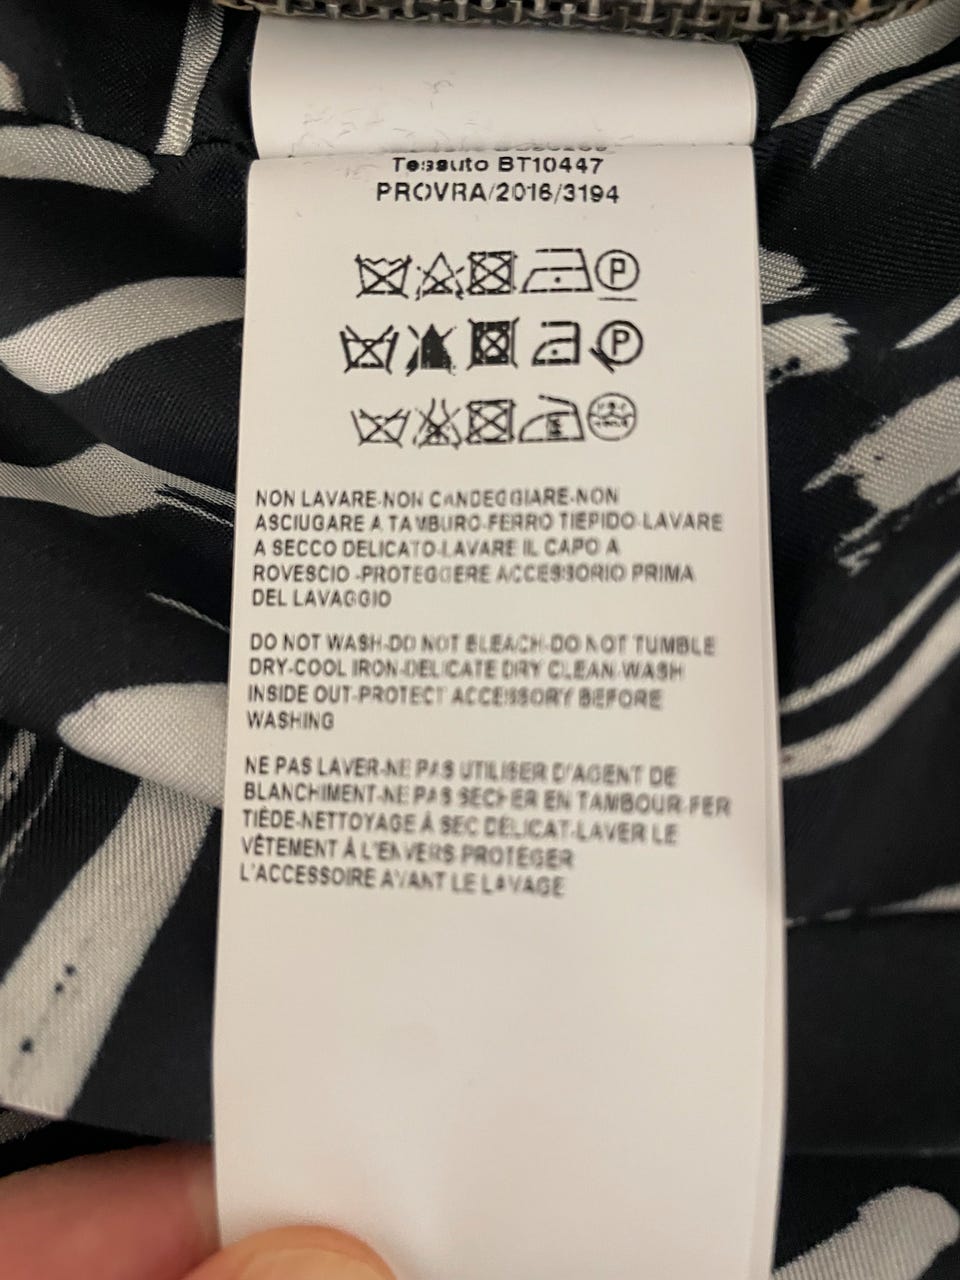 Tessuto BT10447
PROVRA/2016/3194
P
P
NON LAVARE-NON CANDEGGIARE-NON
ASCIUGARE A TAMBURO-FERRO TIEPIDO-LAVARE
A SECCO DELICATO-LAVARE IL CAPO A
ROVESCIO -PROTEGGERE ACCESSORIO PRIMA
DEL LAVAGGIO
DO NOT WASH-DO NOT BLEACH-DO NOT TUMBLE
DRY-COOL IRON-DELICATE DRY CLEAN-WASH
INSIDE OUT-PROTECT ACCESSORY BEFORE
WASHING
NE PAS LAVER-NE PAS UTILISER D'AGENT DE
BLANCHIMENT-NE PAS SECHER EN TAMBOUR-FER
TIÈDE-NETTOYAGE À SEC DÉLICAT-LAVER LE
VÊTEMENT À L'ENVERS-PROTEGER
L'ACCESSOIRE AVANT LE LAVAGE